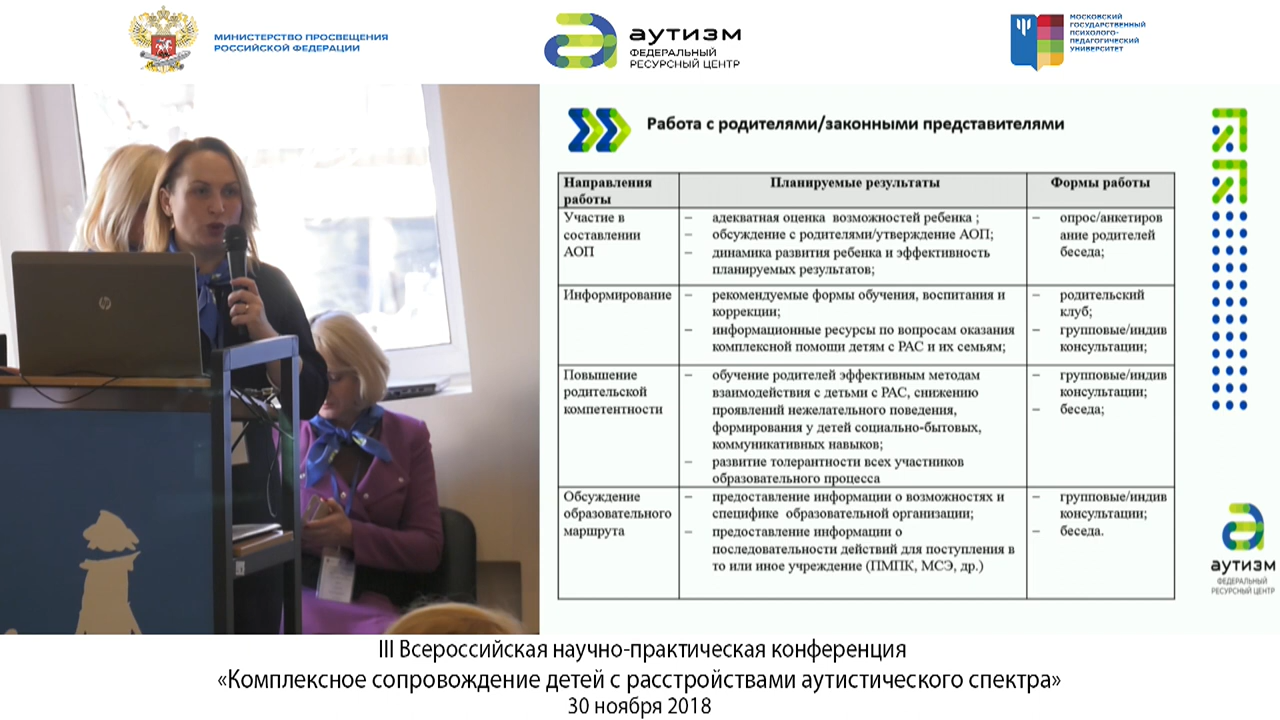 МИНИСТЕРСТВО ПРОСВЕЩЕНИЯ
РОССИЙСКОЙ ФЕДЕРАЦИИ
аутизм
ФЕДЕРАЛЬНЫЙ
РЕСУРСНЫЙ ЦЕНТР
МОСКОВСКИЙ
ГОСУДАРСТВЕННЫЙ
ПСИХОЛОГО-
ПЕДАГОГИЧЕСКИЙ
УНИВЕРСИТЕТ
hp
Работа с родителями/законными представителями
Направления
работы
Планируемые результаты
Формы работы
Участие в
составлении
АОП
– адекватная оценка возможностей ребенка ;
– обсуждение с родителями/утверждение АОП;
– динамика развития ребенка и эффективность
планируемых результатов;
– опрос/анкетиров
ание родителей
беседа;
Информирование
– рекомендуемые формы обучения, воспитания и
коррекции;
– информационные ресурсы по вопросам оказания
комплексной помощи детям с РАС и их семьям;
– родительский
клуб;
– групповые/индив
консультации;
Повышение
родительской
компетентности
– обучение родителей эффективным методам
взаимодействия с детьми с РАС, снижению
проявлений нежелательного поведения,
формирования у детей социально-бытовых,
коммуникативных навыков;
– развитие толерантности всех участников
образовательного процесса
– групповые/индив
консультации;
– беседа;
Обсуждение
образовательного
маршрута
– предоставление информации о возможностях и
специфике образовательной организации;
– предоставление информации о
последовательности действий для поступления в
то или иное учреждение (ПМПК, МСЭ, др.)
– групповые/индив
консультации;
– беседа.
аутизм
ФЕДЕРАЛЬНЫЙ
РЕСУРСНЫЙ ЦЕНТР
III Всероссийская научно-практическая конференция
«Комплексное сопровождение детей с расстройствами аутистического спектра»
30 ноября 2018